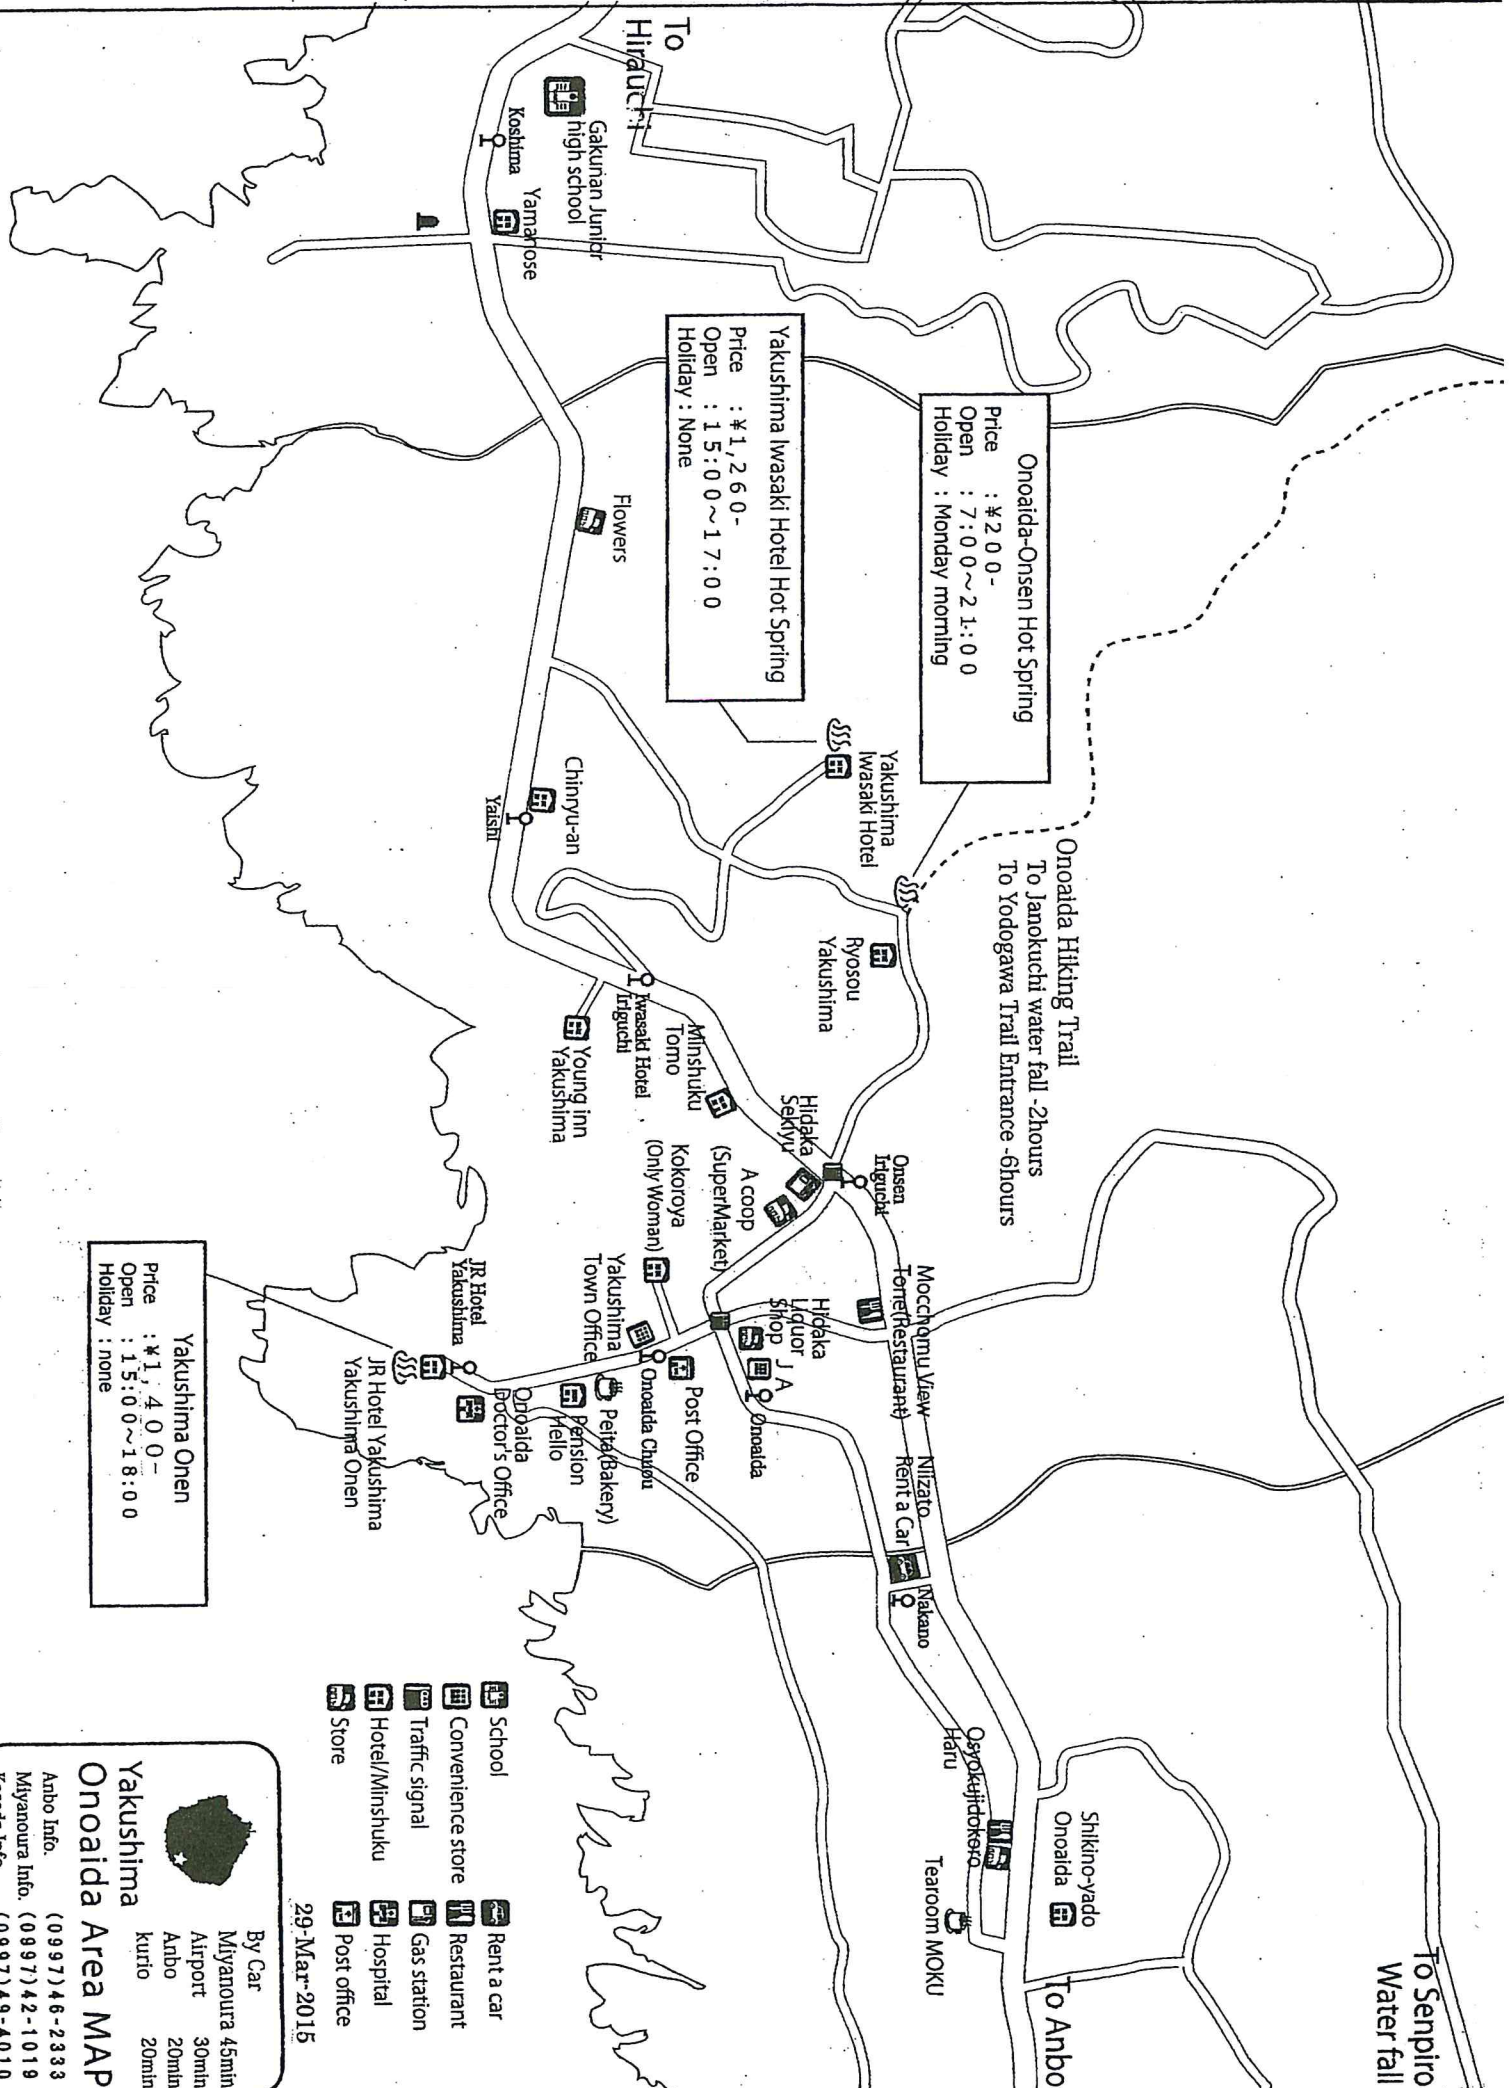 To
Hirauchi
Gakunan Junior
high school
Koshima
Yamanose
Onoaida-Onsen Hot Spring
Price : ¥200-
Open : 7:00~21:00
Holiday : Monday morning
Yakushima Iwasaki Hotel Hot Spring
Price : ¥1,260-
Open : 15:00~17:00
Holiday : None
Flowers
Yakushima
Iwasaki Hotel
Chinryu-an
Yaishi
Onoaida Hiking Trail
To Janokuchi water fall -2hours
To Yodogawa Trail Entrance -6hours
Ryosou
Yakushima
Iwasaki Hotel
Iriguchi
Young inn
Yakushima
Minshuku
Tomo
Hidaka
Sekiyu
Onsen
Iriguchi
A coop
(SuperMarket)
Kokoroya
(Only Woman)
Mocchomu View
Tone(Restaurant)
Hidaka
Liquor
Shop
J A
Onoaida
Yakushima
Town Office
Post Office
Onoaida Chuou
Peita(Bakery)
Pension
Hello
Onoaida
Doctor's Office
JR Hotel
Yakushima
JR Hotel Yakushima
Yakushima Onen
Yakushima Onen
Price : ¥1,400-
Open : 15:00~18:00
Holiday : none
Niizato
Rent a Car
Nakano
Osyokujidokoro
Haru
Tearoom MOKU
Shikino-yado
Onoaida
To Senpiro
Water fall
To Anbo
School
Convenience store
Traffic signal
Hotel/Minshuku
Store
Rent a car
Restaurant
Gas station
Hospital
Post office
29-Mar-2015
By Car
Miyanoura 45min
Airport 30min
Anbo 20min
kurio 20min
Yakushima
Onoaida Area MAP
Anbo Info. (0997)46-2333
Miyanoura Info. (0997)42-1019